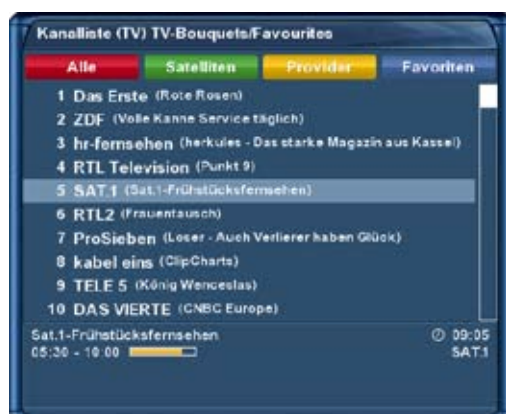 Kanalliste (TV) TV-Bouquets/Favourites
Alle Satelliten Provider Favoriten
1 Das Erste (Rote Rosen)
2 ZDF (Volle Kanne Service täglich)
3 hr-fernsehen (herkules - Das starke Magazin aus Kassel)
4 RTL Television (Punkt 9)
5 SAT.1 (Sat.1-Frühstücksfernsehen)
6 RTL2 (Frauentausch)
7 ProSieben (Loser - Auch Verlierer haben Glück)
8 kabel eins (ClipCharts)
9 TELE 5 (König Wenceslas)
10 DAS VIERTE (CNBC Europe)
Sat.1-Frühstücksfernsehen 09:05
05:30 - 10:00 SAT.1